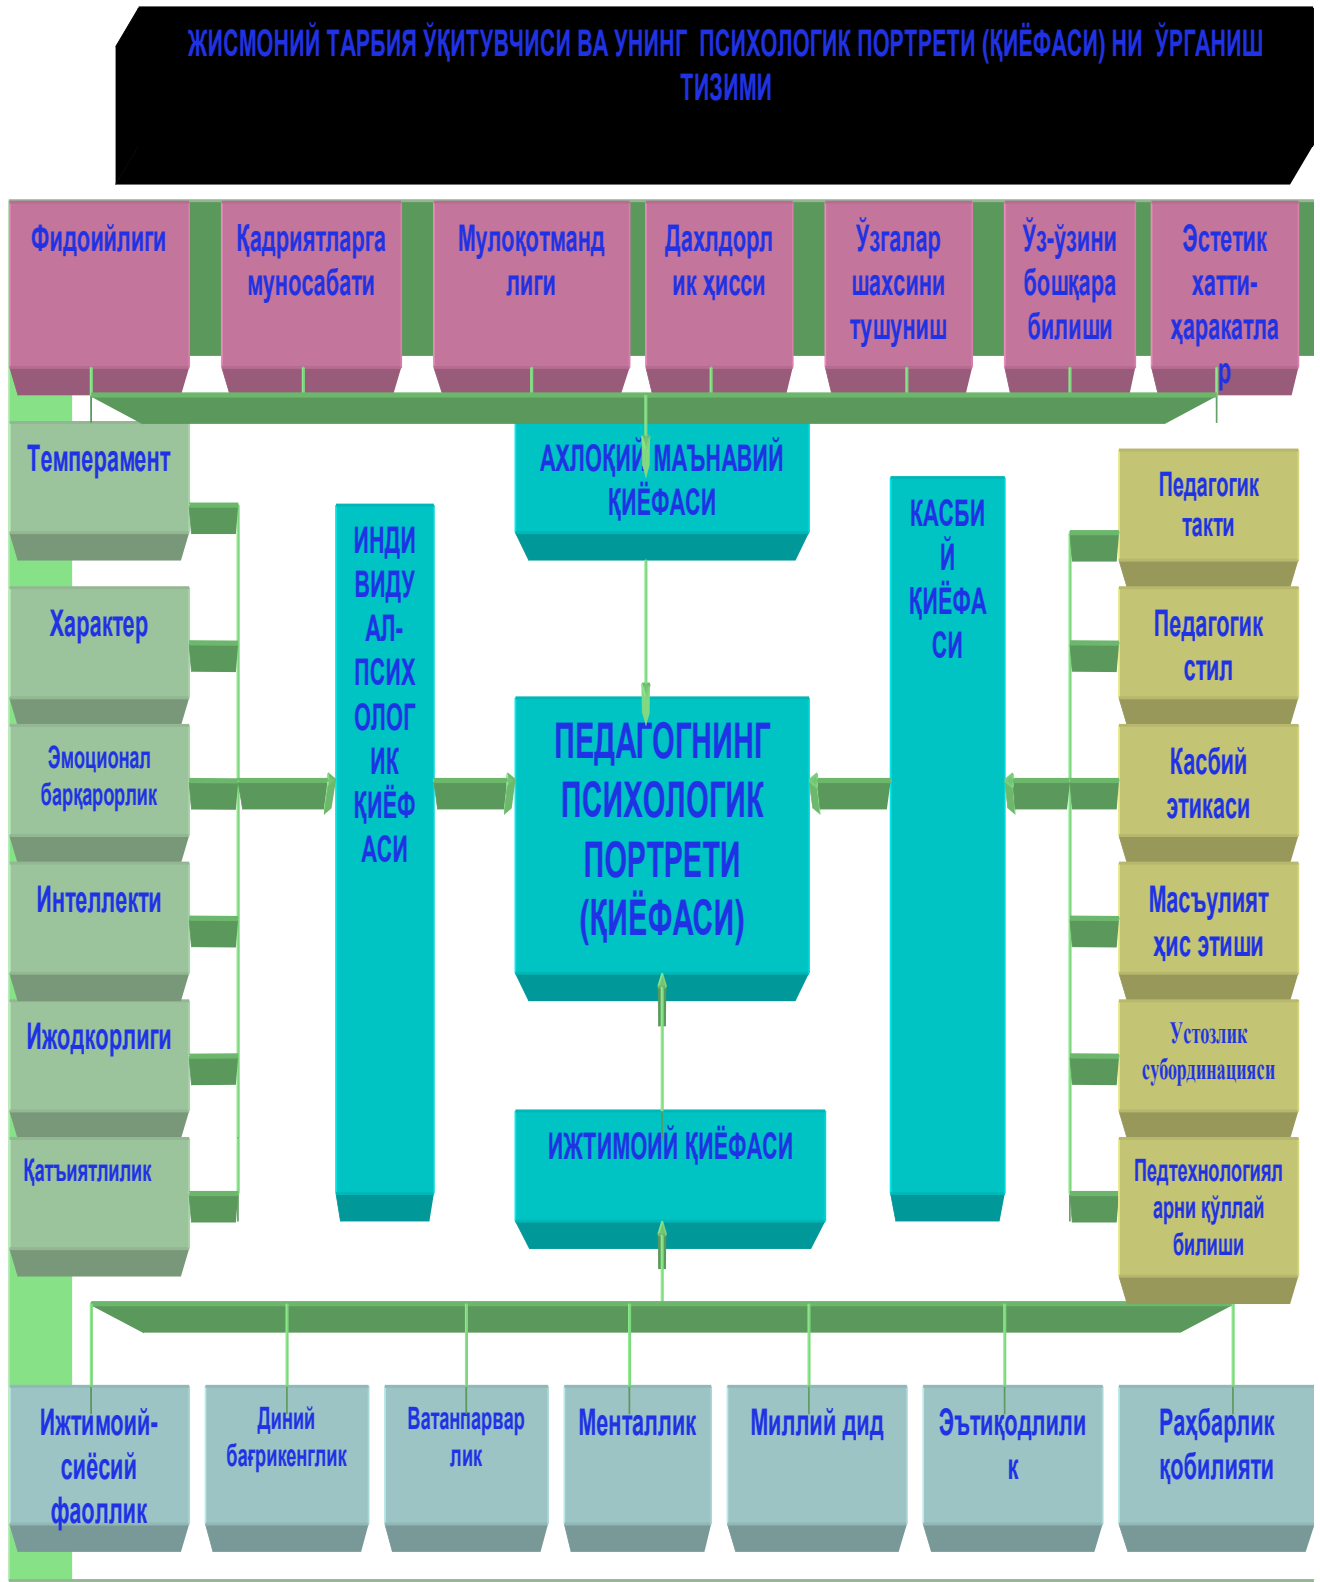 ЖИСМОНИЙ ТАРБИЯ ЎҚИТУВЧИСИ ВА УНИНГ ПСИХОЛОГИК ПОРТРЕТИ (ҚИЁФАСИ) НИ ЎРГАНИШ
ТИЗИМИ
Фидоийлиги
Қадриятларга
муносабати
Мулоқотманд
лиги
Дахлдорл
ик ҳисси
Ўзгалар
шахсини
тушуниш
Ўз-ўзини
бошқара
билиши
Эстетик
хатти-
ҳаракатла
р
Темперамент
Характер
Эмоционал
барқарорлик
Интеллекти
Ижодкорлиги
Қатъиятлилик
ИНДИ
ВИДУ
АЛ-
ПСИХ
ОЛОГ
ИК
ҚИЁФ
АСИ
АХЛОҚИЙ МАЪНАВИЙ
ҚИЁФАСИ
ПЕДАГОГНИНГ
ПСИХОЛОГИК
ПОРТРЕТИ
(ҚИЁФАСИ)
ИЖТИМОИЙ ҚИЁФАСИ
КАСБИ
Й
ҚИЁФА
СИ
Педагогик
такти
Педагогик
стил
Касбий
этикаси
Масъулият
ҳис этиши
Устозлик
субординацияси
Педтехнологиял
арни қўллай
билиши
Ижтимоий-
сиёсий
фаоллик
Диний
бағрикенглик
Ватанпарвар
лик
Менталлик
Миллий дид
Эътиқодлили
к
Раҳбарлик
қобилияти